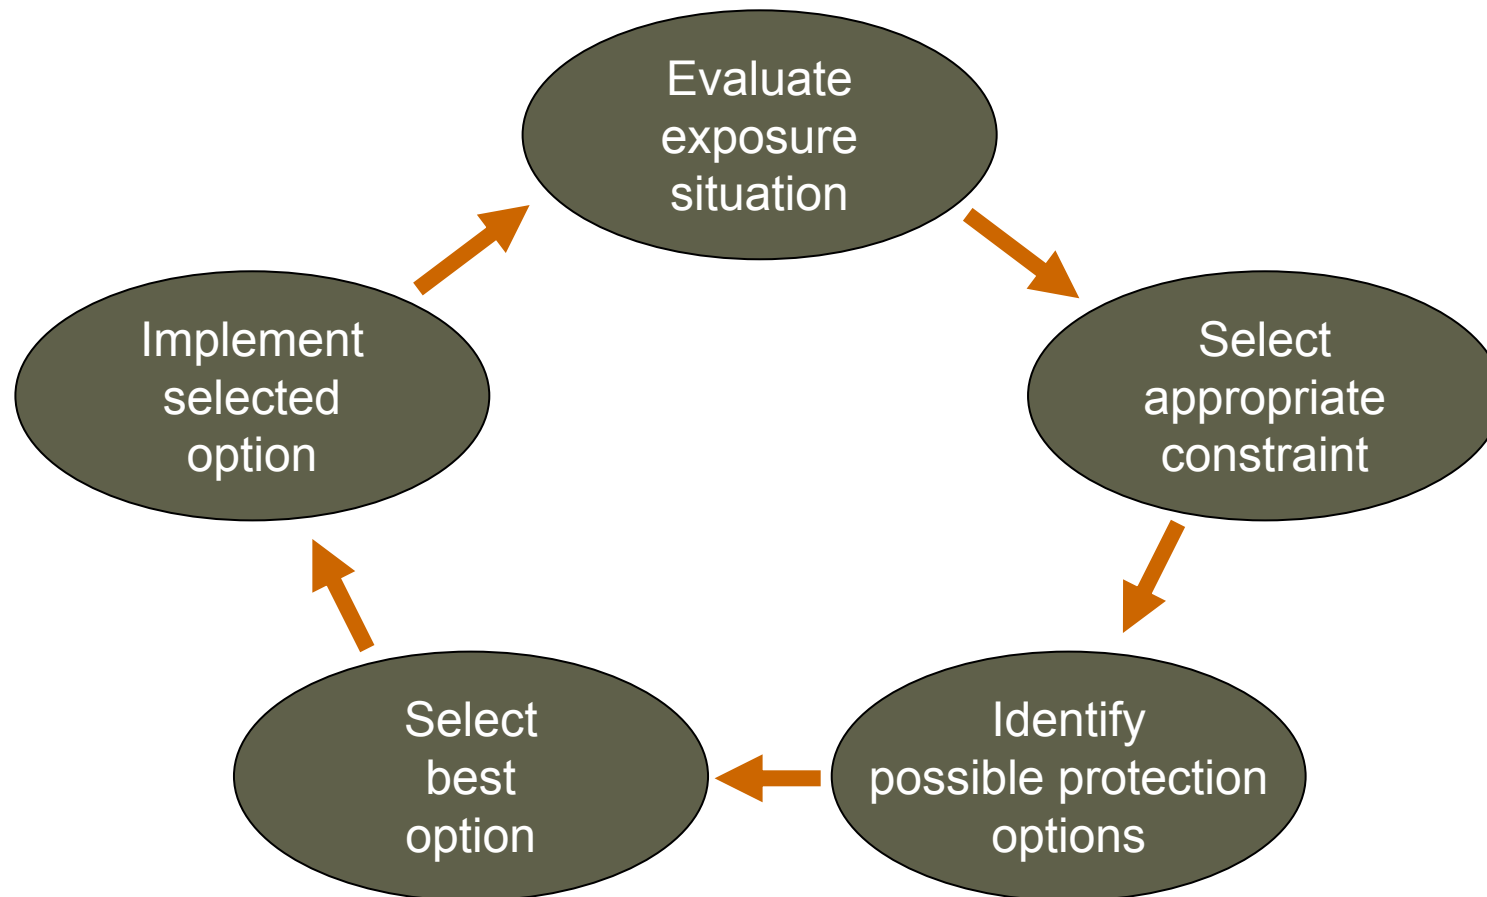 Evaluate
exposure
situation
Select
appropriate
constraint
Identify
possible protection
options
Select
best
option
Implement
selected
option